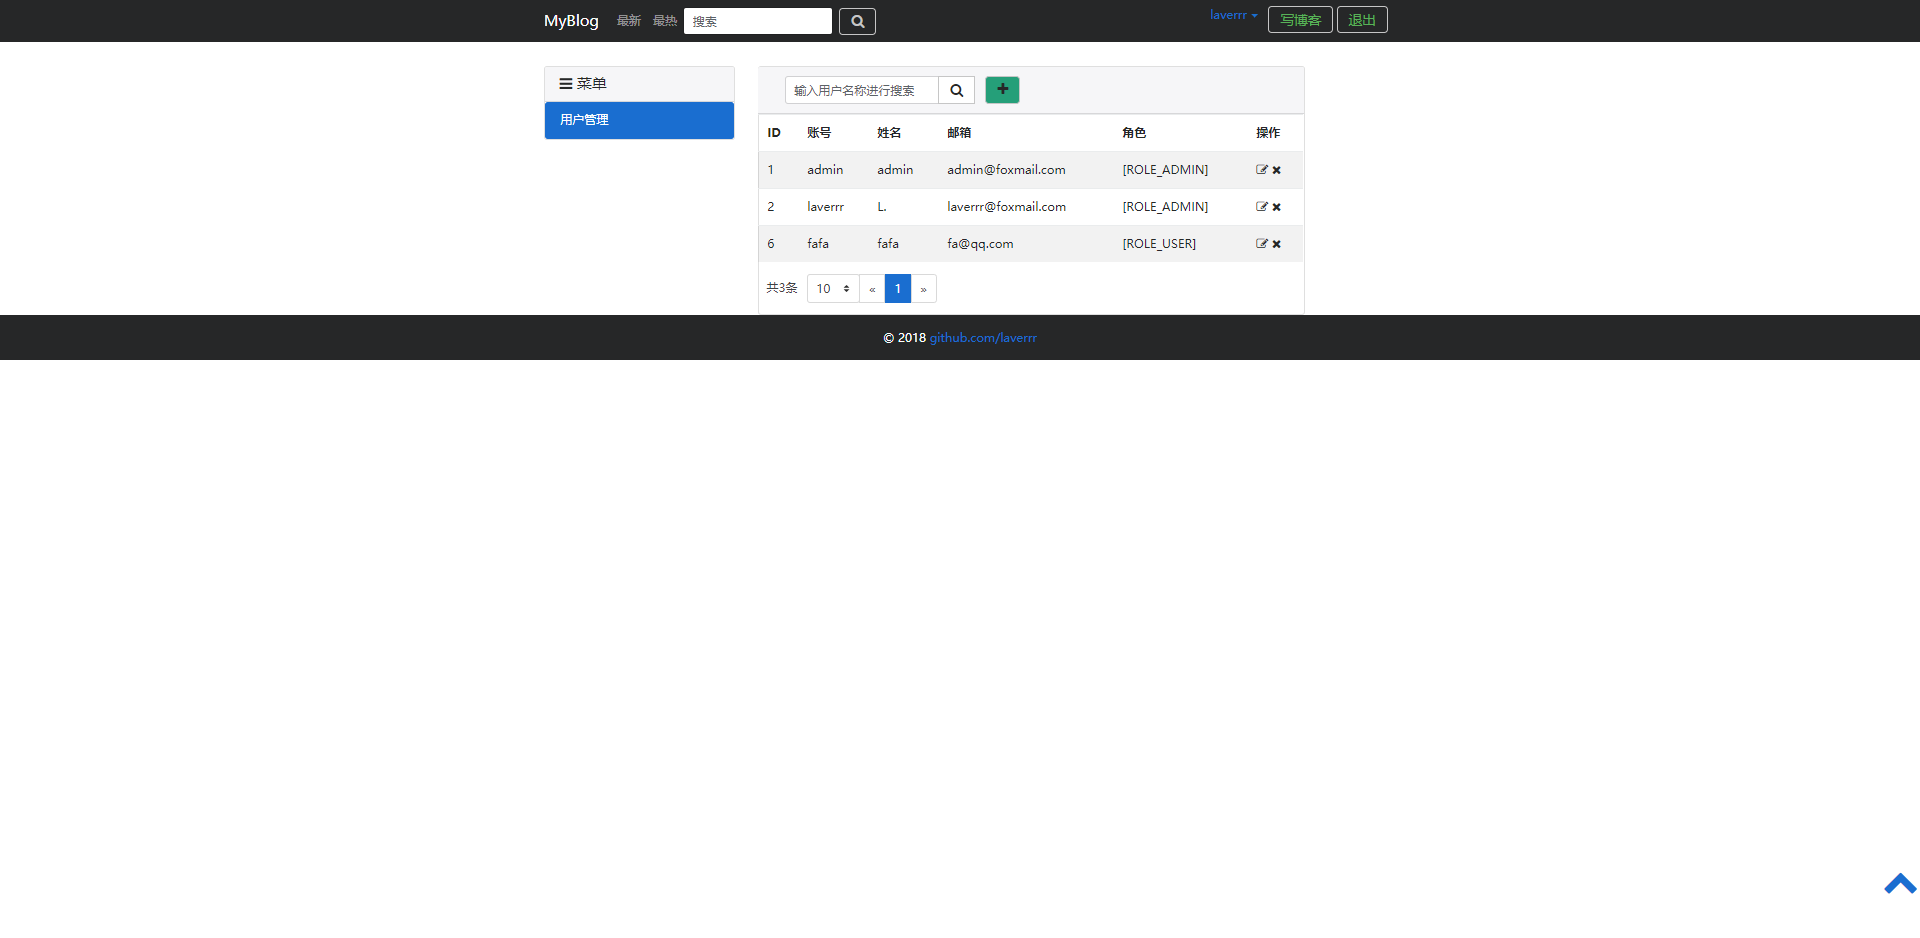 MyBlog 最新 最热 搜索 laverrr 写博客 退出
菜单
用户管理
输入用户名称进行搜索
ID 账号 姓名 邮箱 角色 操作
1 admin admin admin@foxmail.com [ROLE_ADMIN]
2 laverrr L. laverrr@foxmail.com [ROLE_ADMIN]
6 fafa fafa fa@qq.com [ROLE_USER]
共3条 10 « 1 »
© 2018 github.com/laverrr